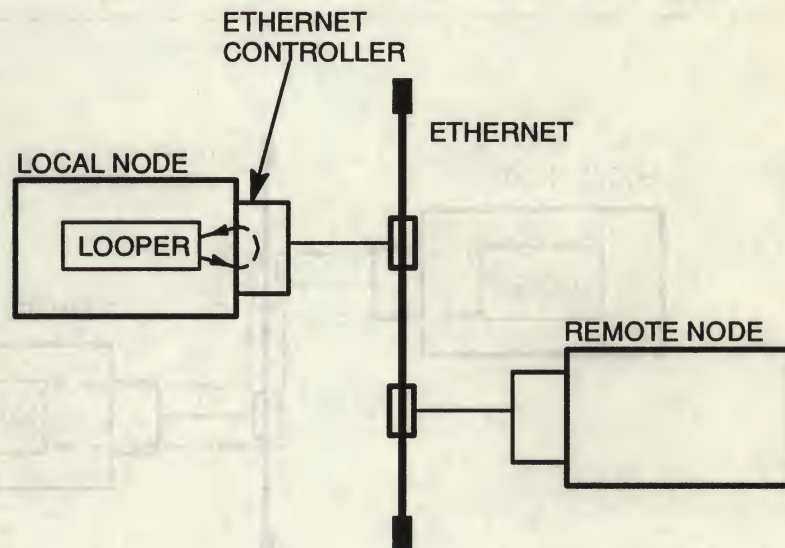 ETHERNET
CONTROLLER
ETHERNET
LOCAL NODE
LOOPER
REMOTE NODE